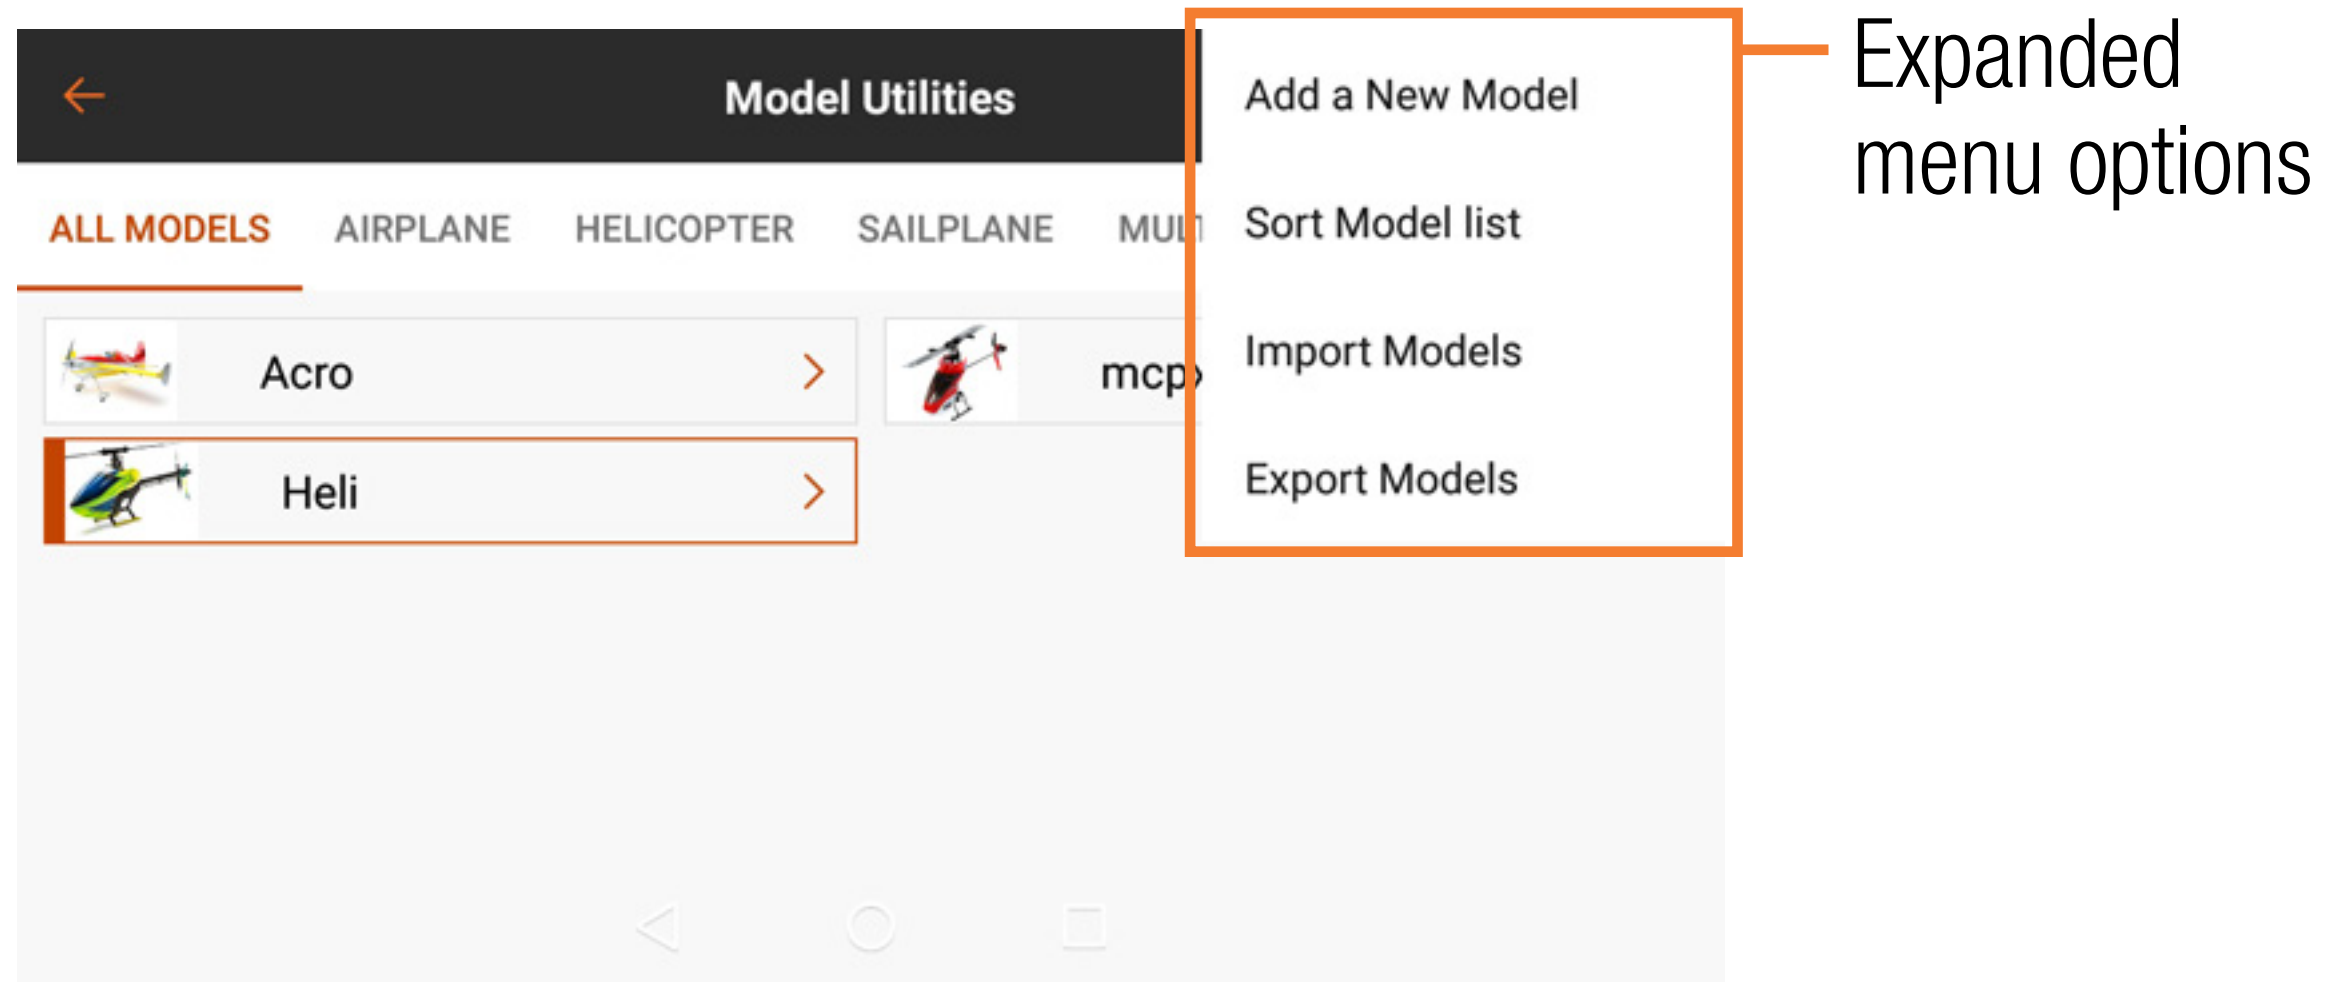 Model Utilities
ALL MODELS AIRPLANE HELICOPTER SAILPLANE
Acro
Heli
Add a New Model
Sort Model list
Import Models
Export Models
Expanded
menu options